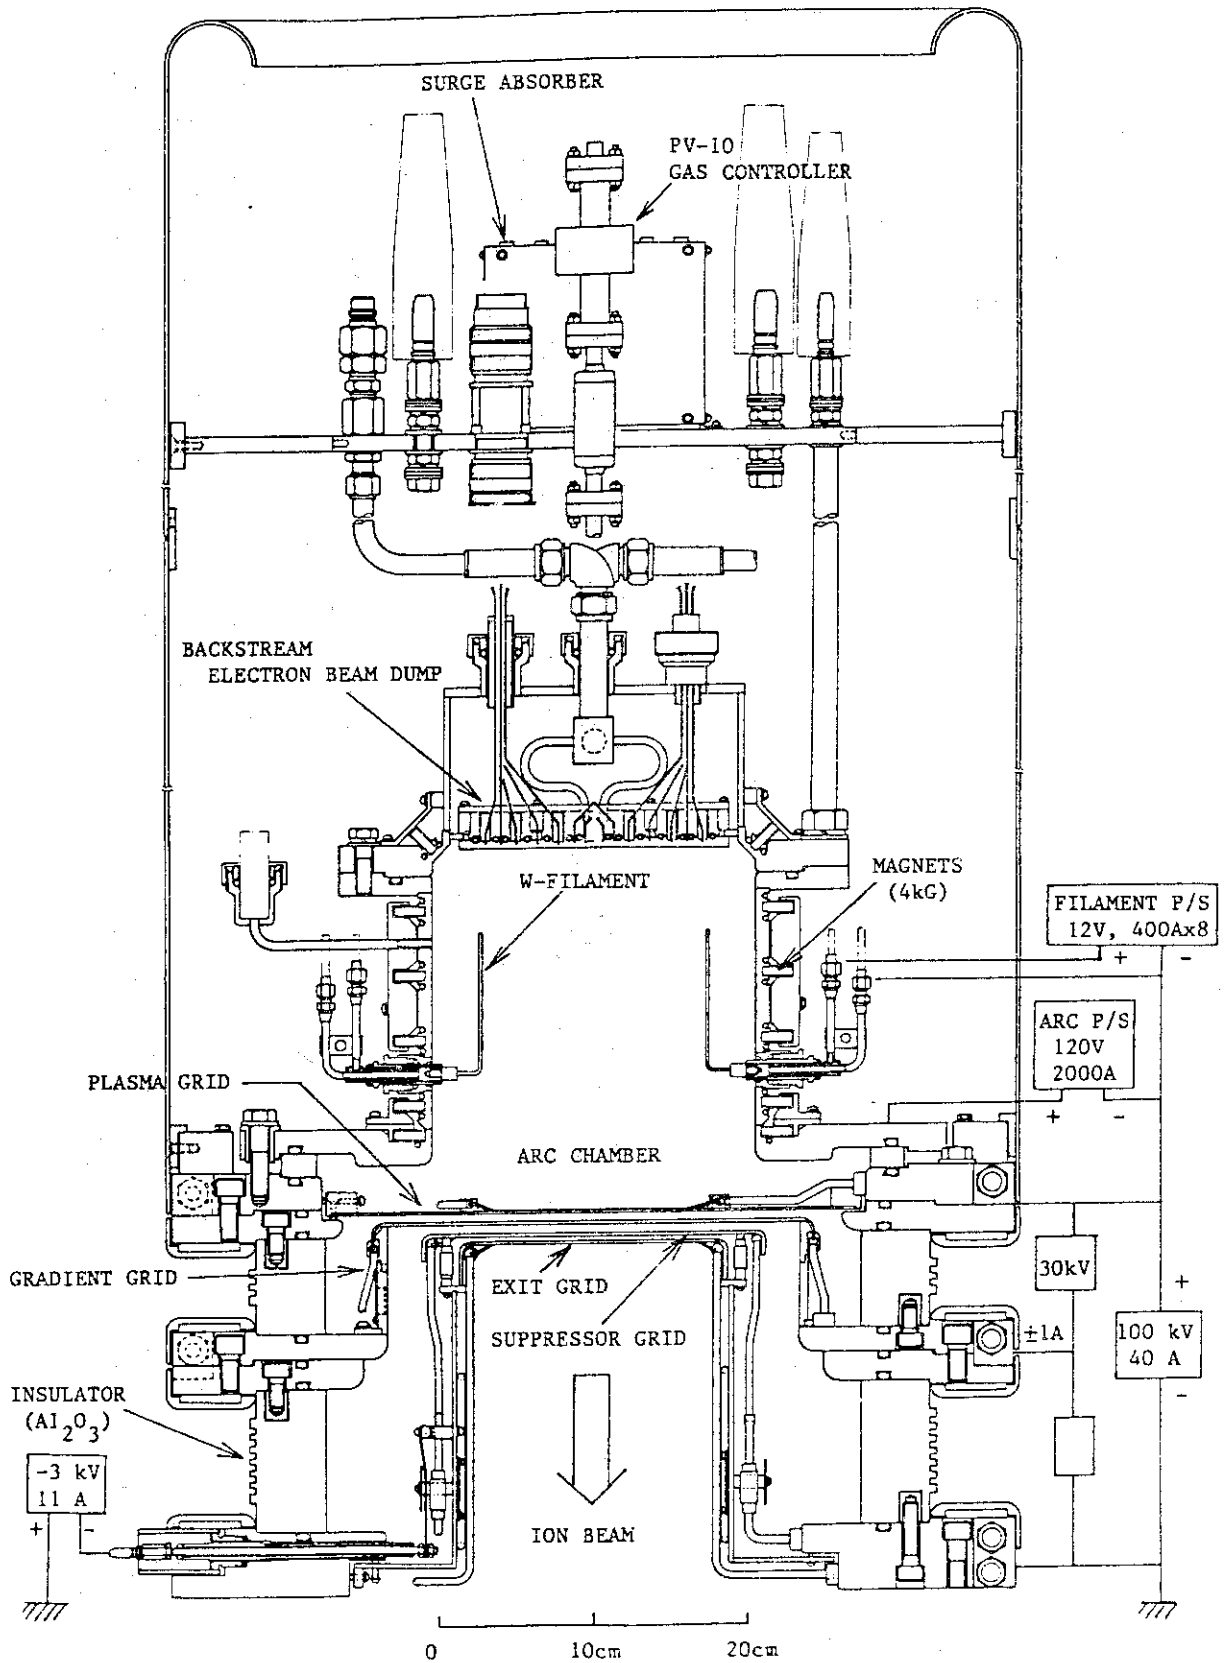 SURGE ABSORBER
PV-10
GAS CONTROLLER
BACKSTREAM
ELECTRON BEAM DUMP
W-FILAMENT
MAGNETS
(4kG)
FILAMENT P/S
12V, 400Ax8
+ -
ARC P/S
120V
2000A
+ -
PLASMA GRID
ARC CHAMBER
GRADIENT GRID
EXIT GRID
SUPPRESSOR GRID
30kV
±1A
+
100 kV
40 A
-
INSULATOR
(Al2O3)
-3 kV
11 A
+ -
ION BEAM
0 10cm 20cm